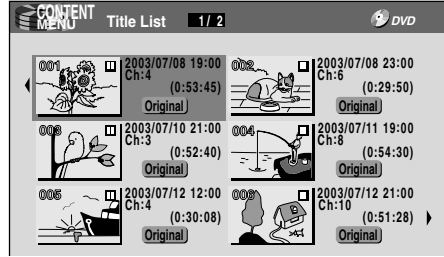 CONTENT
MENU
Title List 1/ 2
DVD
001
2003/07/08 19:00
Ch:4
(0:53:45)
Original
002
2003/07/08 23:00
Ch:6
(0:29:50)
Original
003
2003/07/10 21:00
Ch:3
(0:52:40)
Original
004
2003/07/11 19:00
Ch:8
(0:54:30)
Original
005
2003/07/12 12:00
Ch:4
(0:30:08)
Original
006
2003/07/12 21:00
Ch:10
(0:51:28)
Original